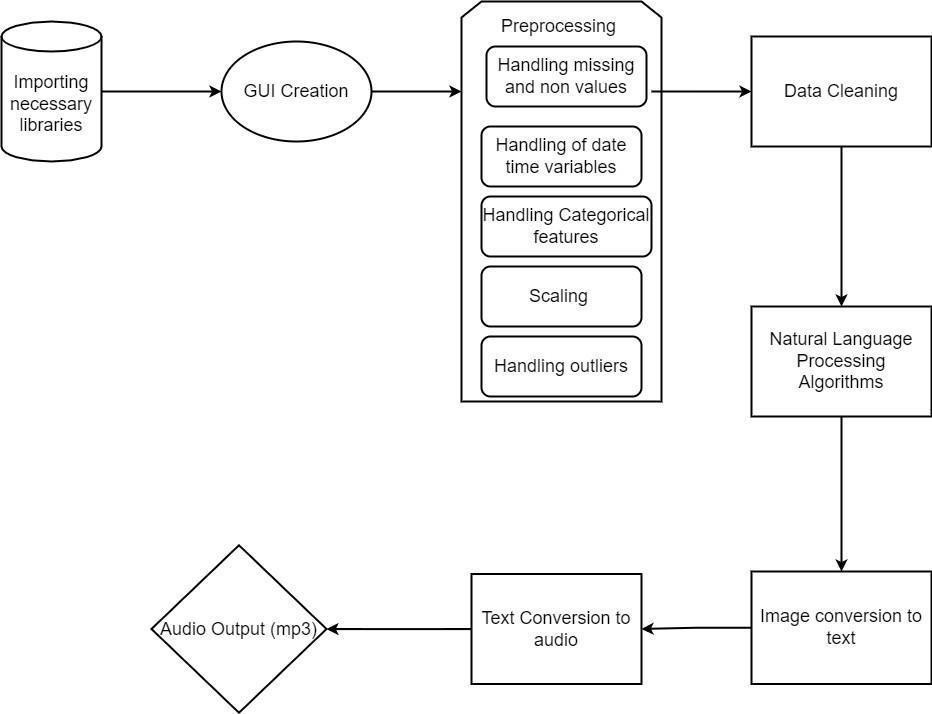 Importing
necessary
libraries
GUI Creation
Preprocessing
Handling missing
and non values
Handling of date
time variables
Handling Categorical
features
Scaling
Handling outliers
Data Cleaning
Natural Language
Processing
Algorithms
Image conversion to
text
Text Conversion to
audio
Audio Output (mp3)